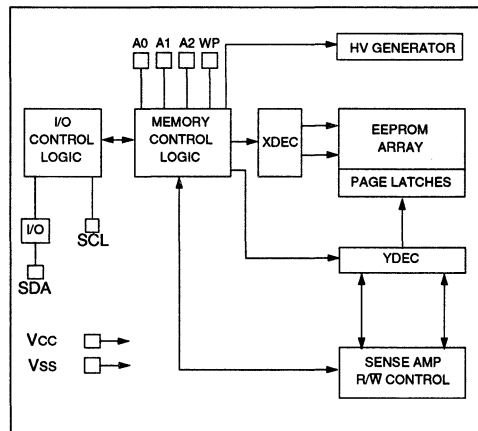 A0 A1 A2 WP
HV GENERATOR
I/O
CONTROL
LOGIC
MEMORY
CONTROL
LOGIC
XDEC
EEPROM
ARRAY
PAGE LATCHES
I/O
SCL
SDA
YDEC
VCC
VSS
SENSE AMP
R/W̅ CONTROL